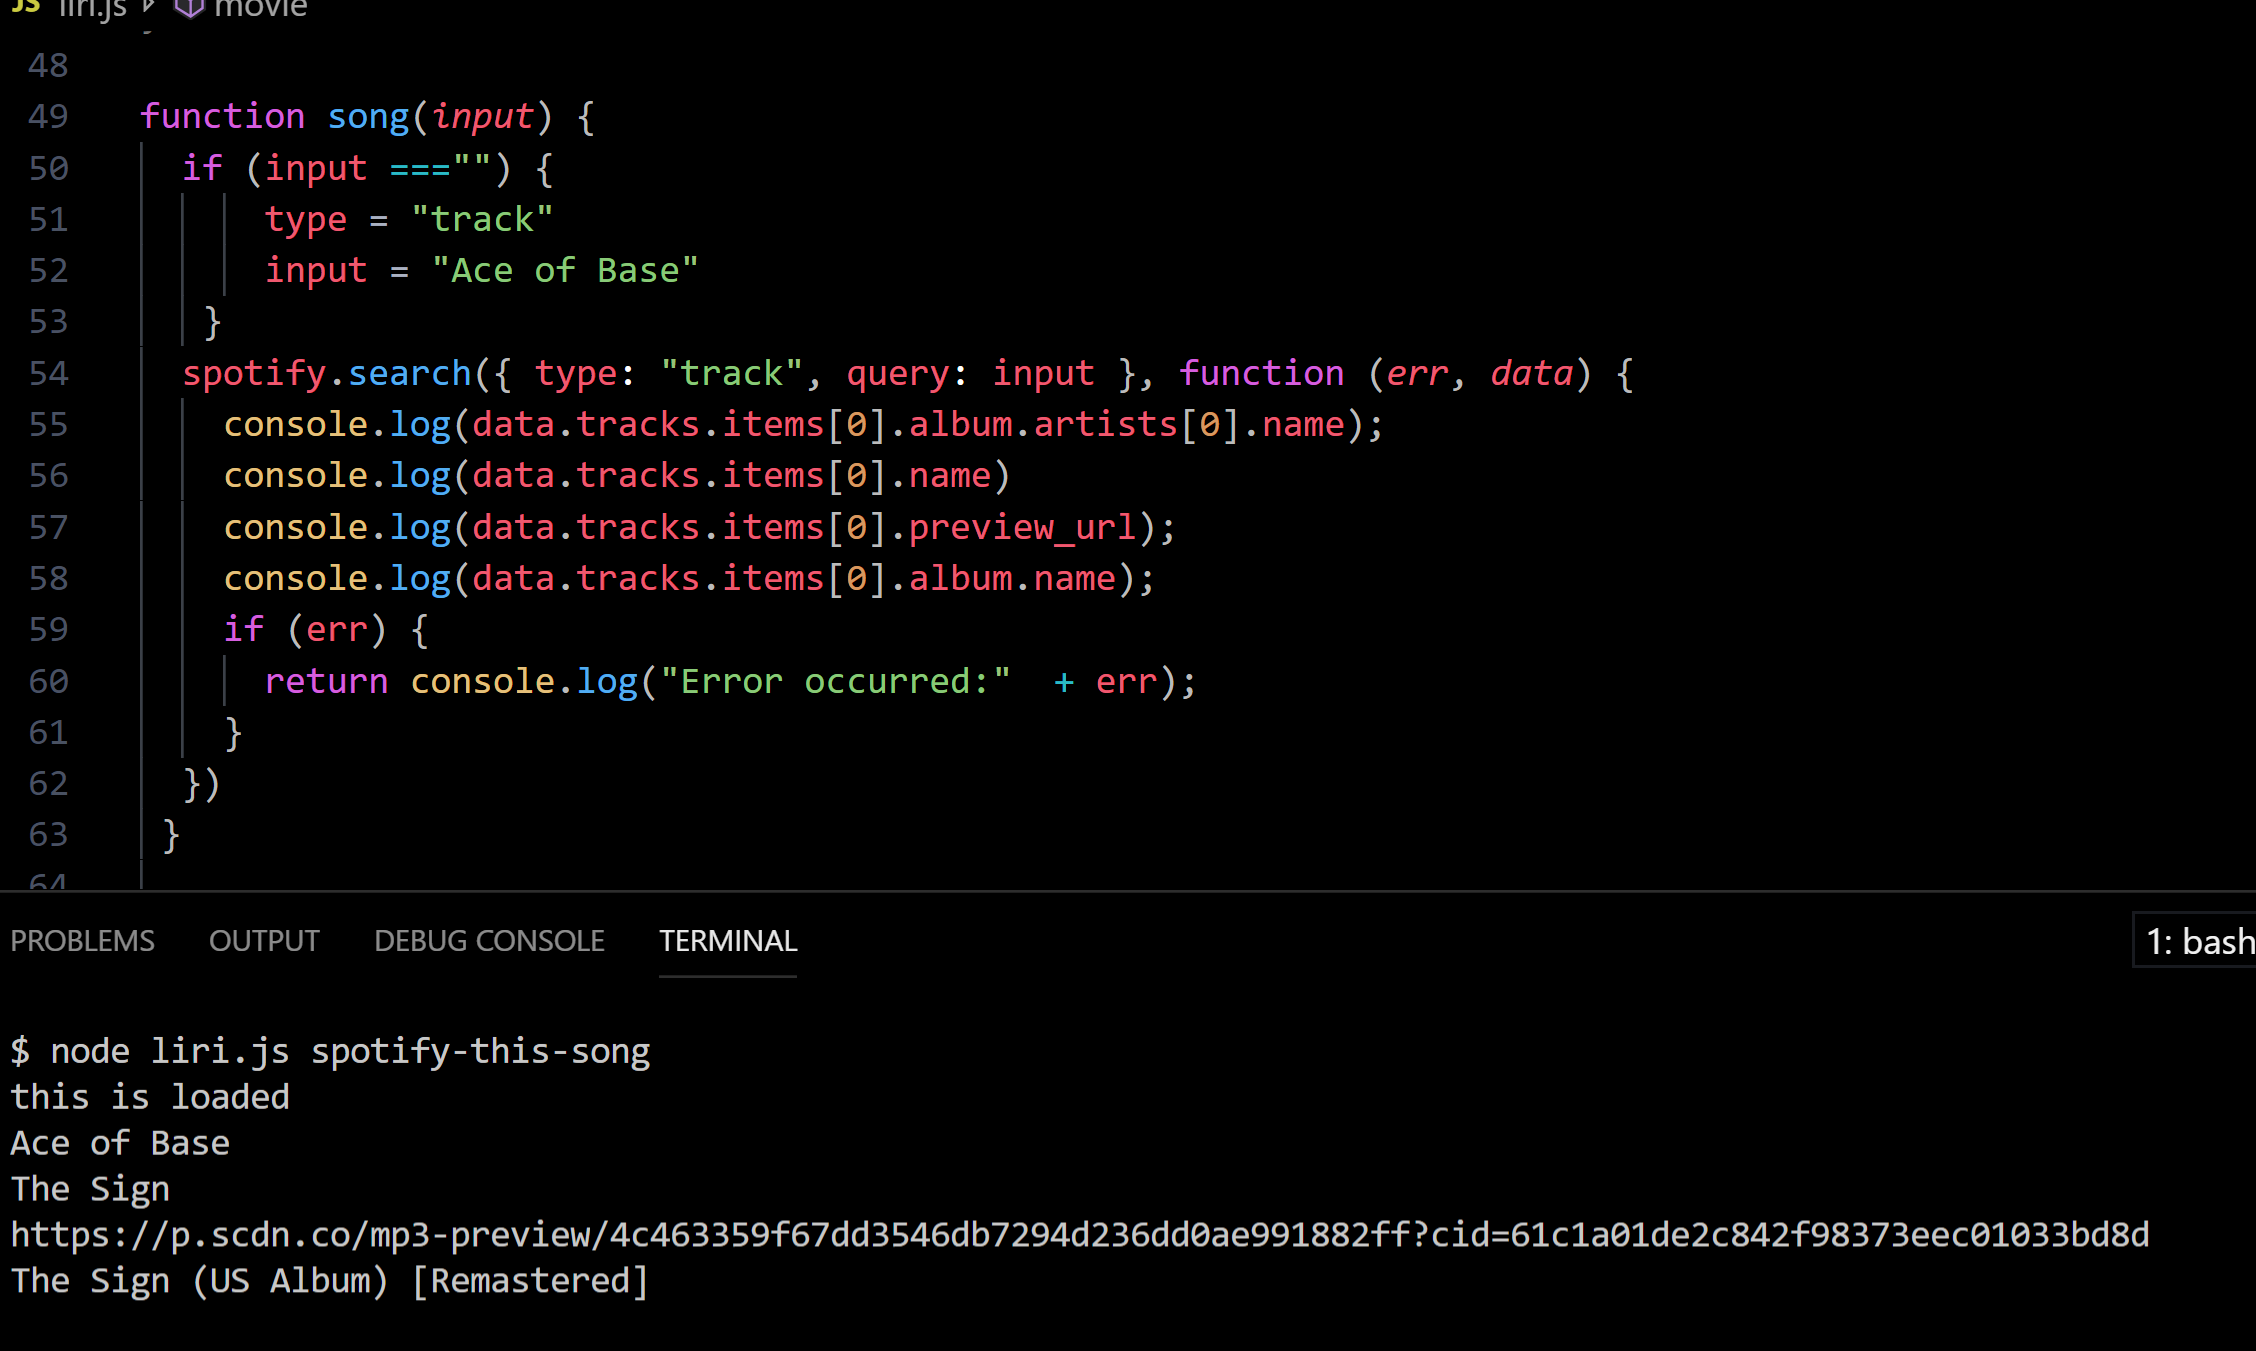 JS liri.js movie
48
49 function song(input) {
50 if (input ==="") {
51 type = "track"
52 input = "Ace of Base"
53 }
54 spotify.search({ type: "track", query: input }, function (err, data) {
55 console.log(data.tracks.items[0].album.artists[0].name);
56 console.log(data.tracks.items[0].name)
57 console.log(data.tracks.items[0].preview_url);
58 console.log(data.tracks.items[0].album.name);
59 if (err) {
60 return console.log("Error occurred:"  + err);
61 }
62 })
63 }
64
PROBLEMS OUTPUT DEBUG CONSOLE TERMINAL 1: bash
$ node liri.js spotify-this-song
this is loaded
Ace of Base
The Sign
https://p.scdn.co/mp3-preview/4c463359f67dd3546db7294d236dd0ae991882ff?cid=61c1a01de2c842f98373eec01033bd8d
The Sign (US Album) [Remastered]